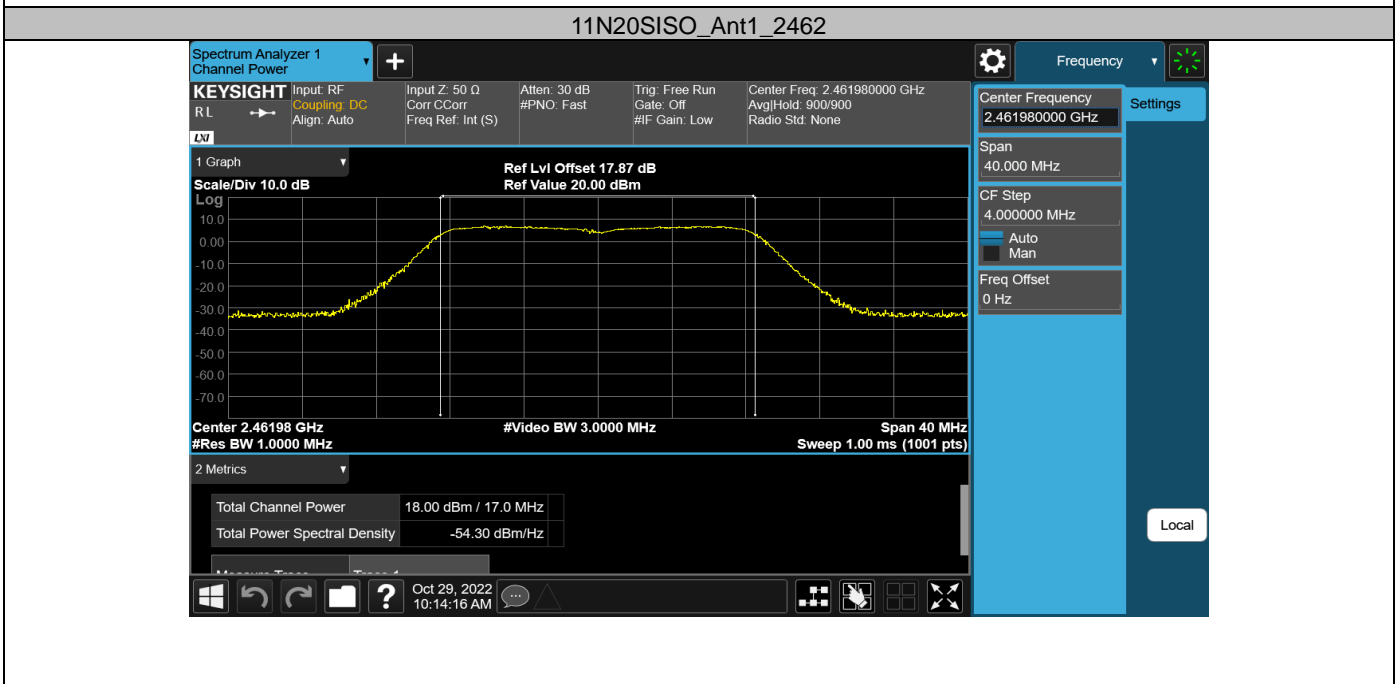 11N20SISO_Ant1_2462
Spectrum Analyzer 1
Channel Power
Frequency
KEYSIGHT
R L
LXI
Input: RF
Coupling: DC
Align: Auto
Input Z: 50 Ω
Corr CCorr
Freq Ref: Int (S)
Atten: 30 dB
#PNO: Fast
Trig: Free Run
Gate: Off
#IF Gain: Low
Center Freq: 2.461980000 GHz
Avg|Hold: 900/900
Radio Std: None
Center Frequency
2.461980000 GHz
Settings
Span
40.000 MHz
CF Step
4.000000 MHz
Auto
Man
Freq Offset
0 Hz
Local
1 Graph
Scale/Div 10.0 dB
Ref Lvl Offset 17.87 dB
Ref Value 20.00 dBm
Log
10.0
0.00
-10.0
-20.0
-30.0
-40.0
-50.0
-60.0
-70.0
Center 2.46198 GHz
#Video BW 3.0000 MHz
Span 40 MHz
#Res BW 1.0000 MHz
Sweep 1.00 ms (1001 pts)
2 Metrics
Total Channel Power 18.00 dBm / 17.0 MHz
Total Power Spectral Density -54.30 dBm/Hz
Measure Trace Trace 1
?
Oct 29, 2022
10:14:16 AM